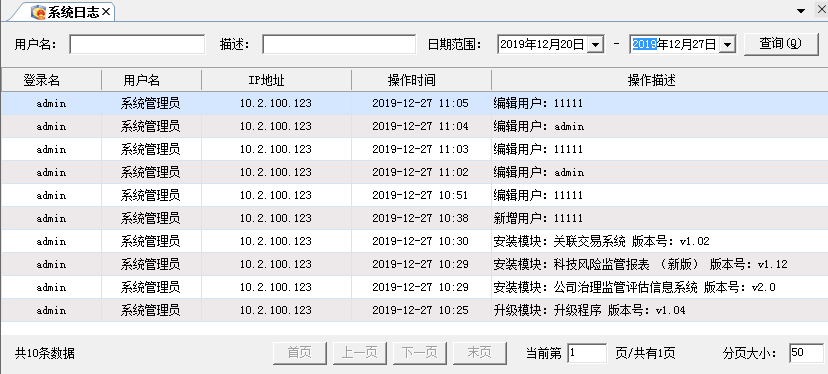 系统日志
用户名： 描述： 日期范围： 2019年12月20日 - 2019年12月27日 查询(Q)
登录名 用户名 IP地址 操作时间 操作描述
admin 系统管理员 10.2.100.123 2019-12-27 11:05 编辑用户：11111
admin 系统管理员 10.2.100.123 2019-12-27 11:04 编辑用户：admin
admin 系统管理员 10.2.100.123 2019-12-27 11:03 编辑用户：11111
admin 系统管理员 10.2.100.123 2019-12-27 11:02 编辑用户：admin
admin 系统管理员 10.2.100.123 2019-12-27 10:51 编辑用户：11111
admin 系统管理员 10.2.100.123 2019-12-27 10:38 新增用户：11111
admin 系统管理员 10.2.100.123 2019-12-27 10:30 安装模块：关联交易系统 版本号：v1.02
admin 系统管理员 10.2.100.123 2019-12-27 10:29 安装模块：科技风险监管报表 （新版） 版本号：v1.12
admin 系统管理员 10.2.100.123 2019-12-27 10:29 安装模块：公司治理监管评估信息系统 版本号：v2.0
admin 系统管理员 10.2.100.123 2019-12-27 10:25 升级模块：升级程序 版本号：v1.04
共10条数据 首页 上一页 下一页 末页 当前第 1 页/共有1页 分页大小： 50